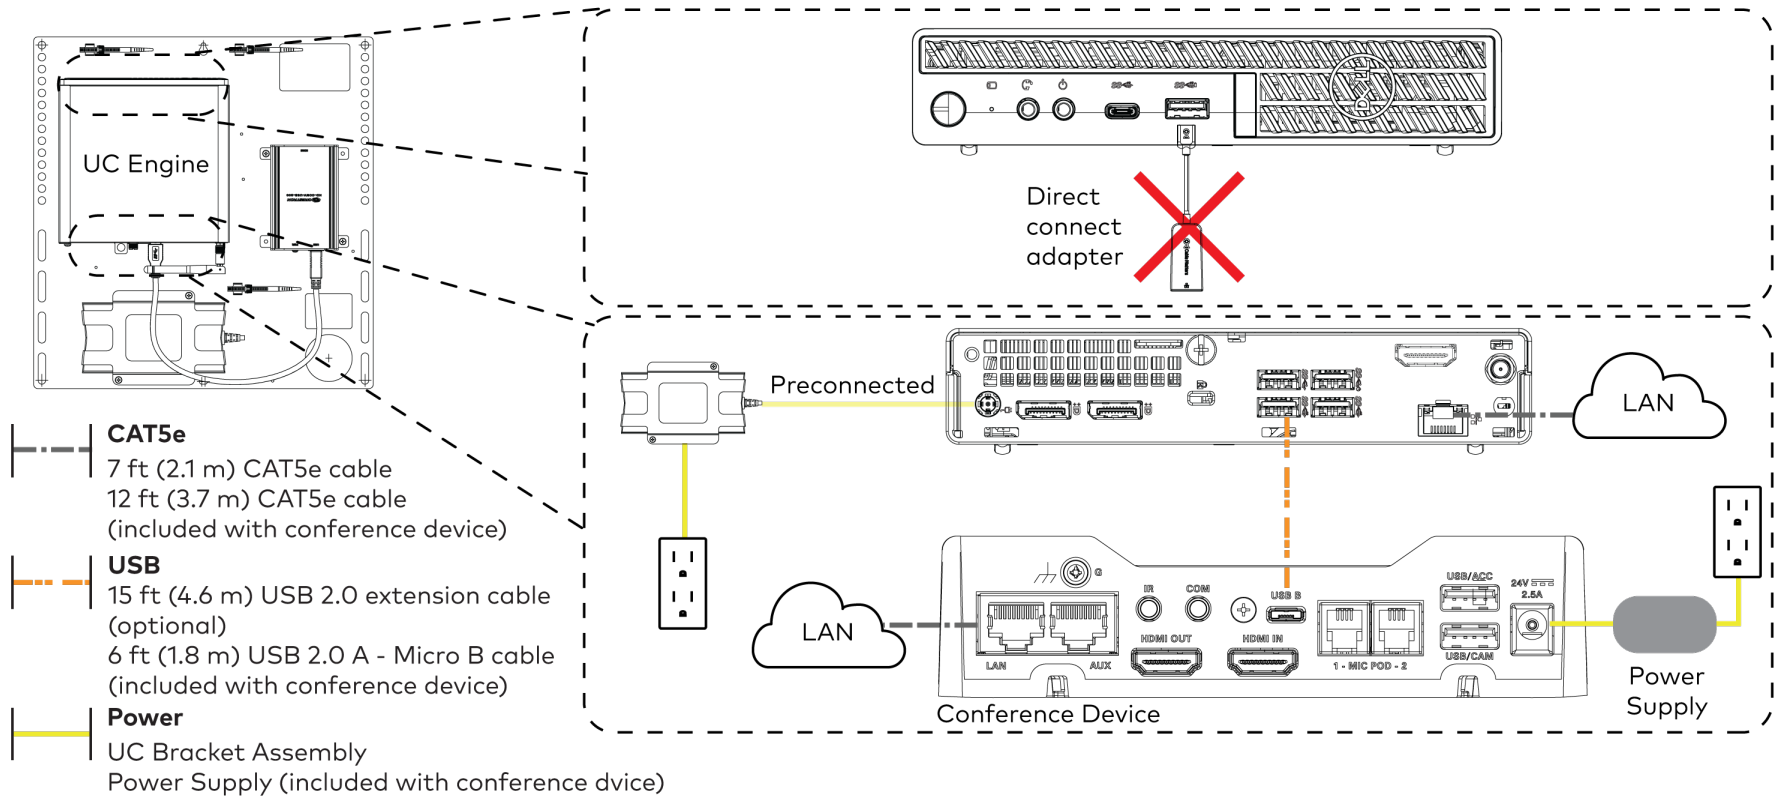 UC Engine
DELL
Direct
connect
adapter
Preconnected
LAN
CAT5e
7 ft (2.1 m) CAT5e cable
12 ft (3.7 m) CAT5e cable
(included with conference device)
USB
15 ft (4.6 m) USB 2.0 extension cable
(optional)
6 ft (1.8 m) USB 2.0 A - Micro B cable
(included with conference device)
Power
UC Bracket Assembly
Power Supply (included with conference dvice)
LAN
G
IR
COM
USB B
USB/ACC
24V
2.5A
HDMI OUT
HDMI IN
LAN
AUX
1 - MIC POD - 2
USB/CAM
Conference Device
Power
Supply